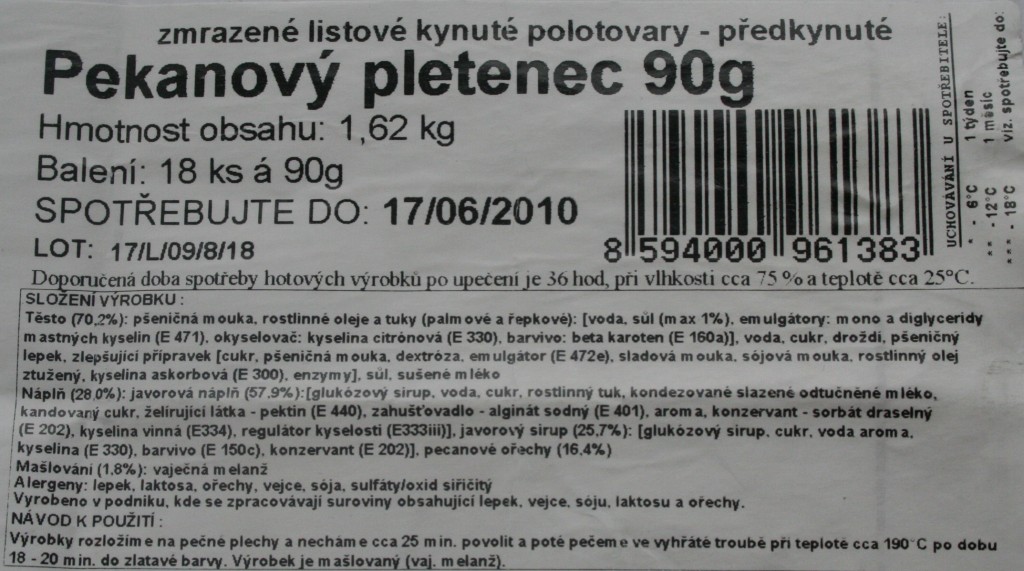 zmrazené listové kynuté polotovary - předkynuté
Pekanový pletenec 90g
Hmotnost obsahu: 1,62 kg
Balení: 18 ks á 90g
SPOTŘEBUJTE DO: 17/06/2010
LOT: 17/L/09/8/18
8 594000 961383
UCHOVÁVÁNÍ U SPOTŘEBITELE:
* - 6°C 1 týden
** - 12°C 1 měsíc
*** - 18°C viz. spotrebujte do:
Doporučená doba spotřeby hotových výrobků po upečení je 36 hod, při vlhkosti cca 75 % a teplotě cca 25°C.
SLOŽENÍ VÝROBKU :
Těsto (70,2%): pšeničná mouka, rostlinné oleje a tuky (palmové a řepkové): [voda, sůl (max 1%), emulgátory: mono a diglyceridy
mastných kyselin (E 471), okyselovač: kyselina citrónová (E 330), barvivo: beta karoten (E 160a)], voda, cukr, droždí, pšeničný
lepek, zlepšující přípravek [cukr, pšeničná mouka, dextróza, emulgátor (E 472e), sladová mouka, sójová mouka, rostlinný olej
ztužený, kyselina askorbová (E 300), enzymy], sůl, sušené mléko
Náplň (28,0%): javorová náplň (57,9%):[glukózový sirup, voda, cukr, rostlinný tuk, kondezované slazené odtučněné mléko,
kandovaný cukr, želírující látka - pektin (E 440), zahušťovadlo - alginát sodný (E 401), aroma, konzervant - sorbát draselný
(E 202), kyselina vinná (E334), regulátor kyselosti (E333iii)], javorový sirup (25,7%): [glukózový sirup, cukr, voda aroma,
kyselina (E 330), barvivo (E 150c), konzervant (E 202)], pecanové ořechy (16,4%)
Mašlování (1,8%): vaječná melanž
Alergeny: lepek, laktosa, ořechy, vejce, sója, sulfáty/oxid siřičitý
Vyrobeno v podniku, kde se zpracovávají suroviny obsahující lepek, vejce, sóju, laktosu a ořechy.
NÁVOD K POUŽITÍ :
Výrobky rozložíme na pečné plechy a necháme cca 25 min. povolit a poté pečeme ve vyhřáté troubě při teplotě cca 190°C po dobu
18 - 20 min. do zlatavé barvy. Výrobek je mašlovaný (vaj. melanž).